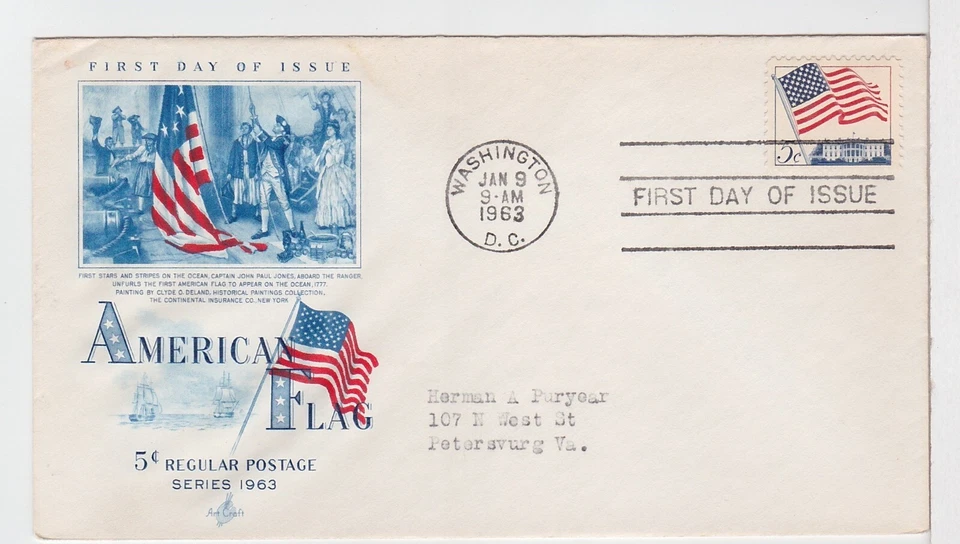 FIRST DAY OF ISSUE
FIRST STARS AND STRIPES ON THE OCEAN, CAPTAIN JOHN PAUL JONES, ABOARD THE RANGER,
UNFURLS THE FIRST AMERICAN FLAG TO APPEAR ON THE OCEAN, 1777.
PAINTING BY CLYDE O. DELAND, HISTORICAL PAINTINGS COLLECTION,
THE CONTINENTAL INSURANCE CO., NEW YORK
AMERICAN
FLAG
5¢ REGULAR POSTAGE
SERIES 1963
Art Craft
WASHINGTON
JAN 9
9-AM
1963
D.C.
5c
FIRST DAY OF ISSUE
Herman A Puryear
107 N West St
Petersvurg Va.